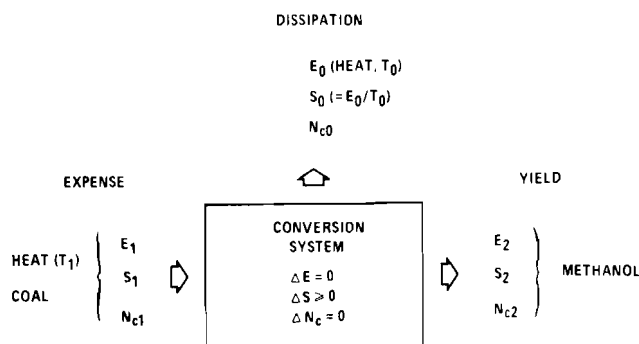 DISSIPATION
E0 (HEAT, T0)
S0 (= E0/T0)
Nc0
EXPENSE
YIELD
HEAT (T1)
COAL
E1
S1
Nc1
CONVERSION
SYSTEM
ΔE = 0
ΔS ⩾ 0
ΔNc = 0
E2
S2
Nc2
METHANOL